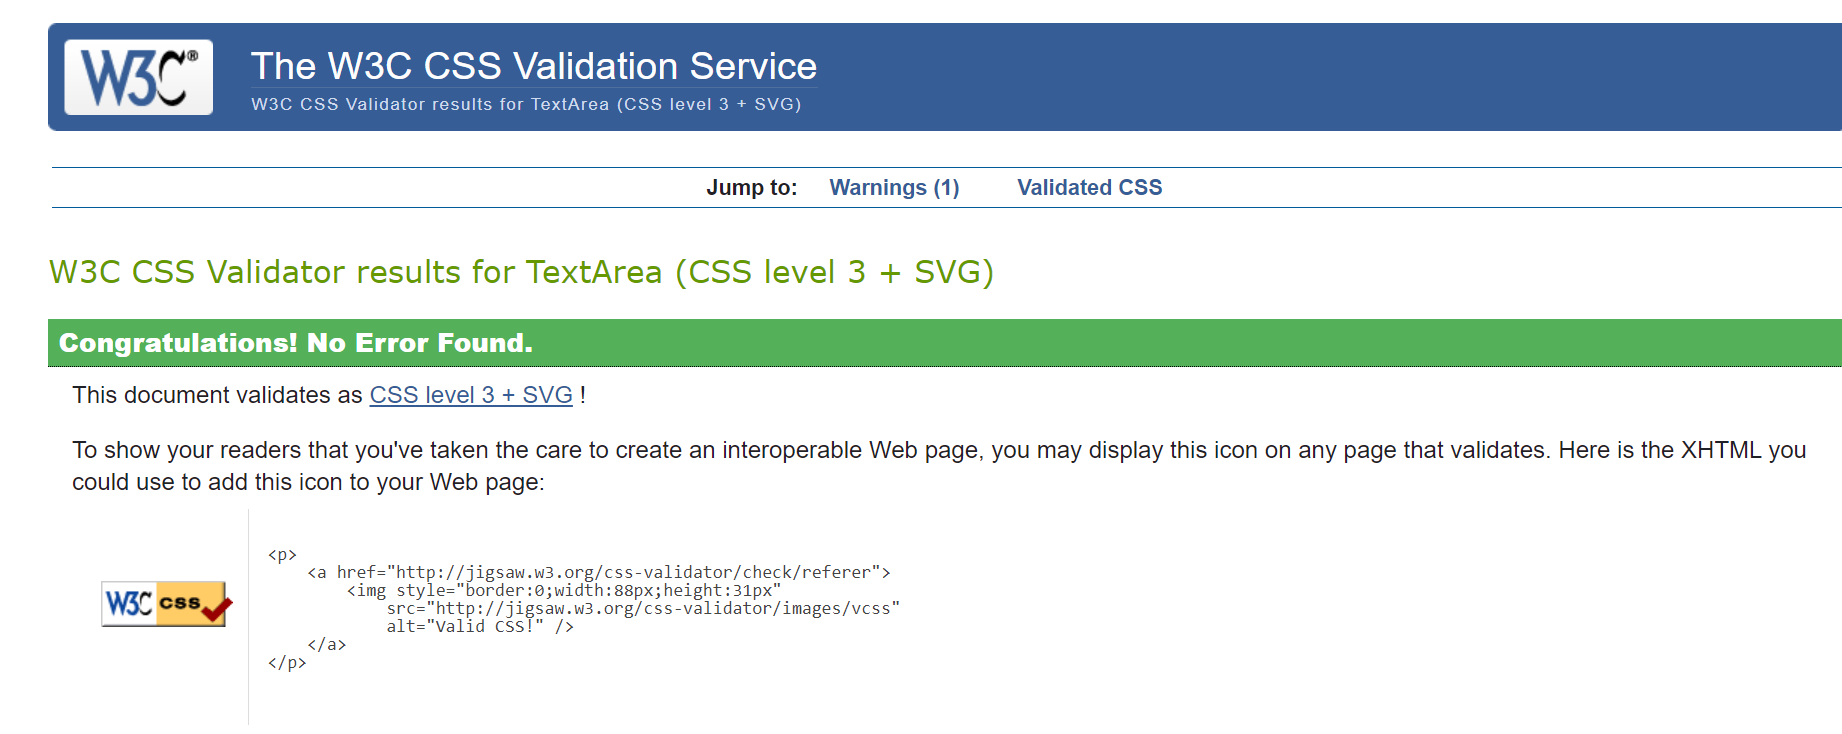 W3C®
The W3C CSS Validation Service
W3C CSS Validator results for TextArea (CSS level 3 + SVG)
Jump to: Warnings (1) Validated CSS
W3C CSS Validator results for TextArea (CSS level 3 + SVG)
Congratulations! No Error Found.
This document validates as CSS level 3 + SVG !
To show your readers that you've taken the care to create an interoperable Web page, you may display this icon on any page that validates. Here is the XHTML you
could use to add this icon to your Web page:
W3C css
<p>
    <a href="http://jigsaw.w3.org/css-validator/check/referer">
        <img style="border:0;width:88px;height:31px"
            src="http://jigsaw.w3.org/css-validator/images/vcss"
            alt="Valid CSS!" />
    </a>
</p>